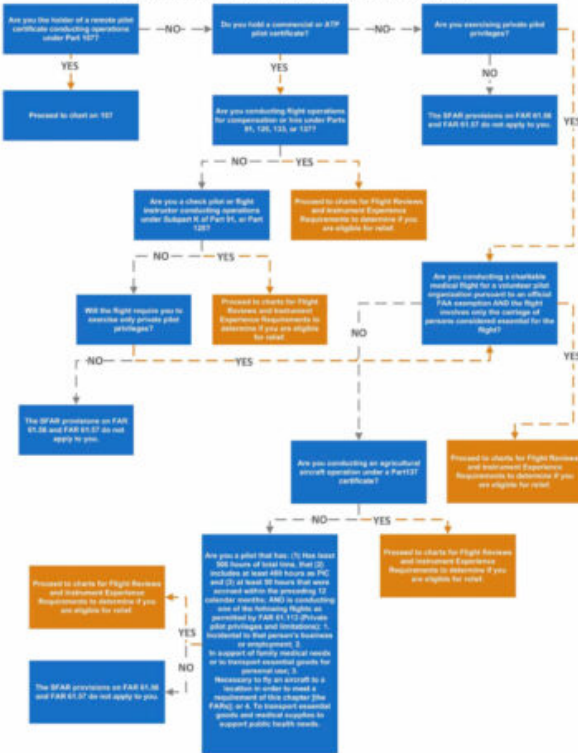 Are you the holder of a remote pilot
certificate conducting operations
under Part 107?
NO
Do you hold a commercial or ATP
pilot certificate?
NO
Are you exercising private pilot
privileges?
YES
YES
NO
Proceed to chart on 107
Are you conducting flight operations
for compensation or hire under Parts
91, 125, 133, or 137?
The SFAR provisions on FAR 61.56
and FAR 61.57 do not apply to you.
YES
NO
YES
Are you a check pilot or flight
instructor conducting operations
under Subpart K of Part 91, or Part
125?
Proceed to charts for Flight Reviews
and Instrument Experience
Requirements to determine if you
are eligible for relief
NO
YES
Are you conducting a charitable
medical flight for a volunteer pilot
organization pursuant to an official
FAA exemption AND the flight
involves only the carriage of
persons considered essential for the
flight?
Will the flight require you to
exercise only private pilot
privileges?
Proceed to charts for Flight Reviews
and Instrument Experience
Requirements to
determine if you are eligible
for relief
NO
NO
YES
YES
The SFAR provisions on FAR
61.56 and FAR 61.57 do not
apply to you.
Are you conducting an agricultural
aircraft operation under a Part137
certificate?
Proceed to charts for Flight Reviews
and Instrument Experience
Requirements to determine if you
are eligible for relief
NO
YES
Proceed to charts for Flight Reviews
and Instrument Experience
Requirements to determine if you
are eligible for relief
Are you a pilot that has: (1) Has least
500 hours of total time, that (2)
includes at least 400 hours as PIC
and (3) at least 50 hours that were
accrued within the preceding 12
calendar months; AND is conducting
one of the following flights as
permitted by FAR 61.113 (Private
pilot privileges and limitations): 1.
Incidental to that person's business
or employment; 2.
In support of family medical needs
or to transport essential goods for
personal use; 3.
Necessary to fly an aircraft to a
location in order to meet a
requirement of this chapter [the
FARs]; or 4. To transport essential
goods and medical supplies to
support public health needs.
Proceed to charts for Flight Reviews
and Instrument Experience
Requirements to determine if you
are eligible for relief
YES
NO
The SFAR provisions on FAR 61.56
and FAR 61.57 do not apply to you.